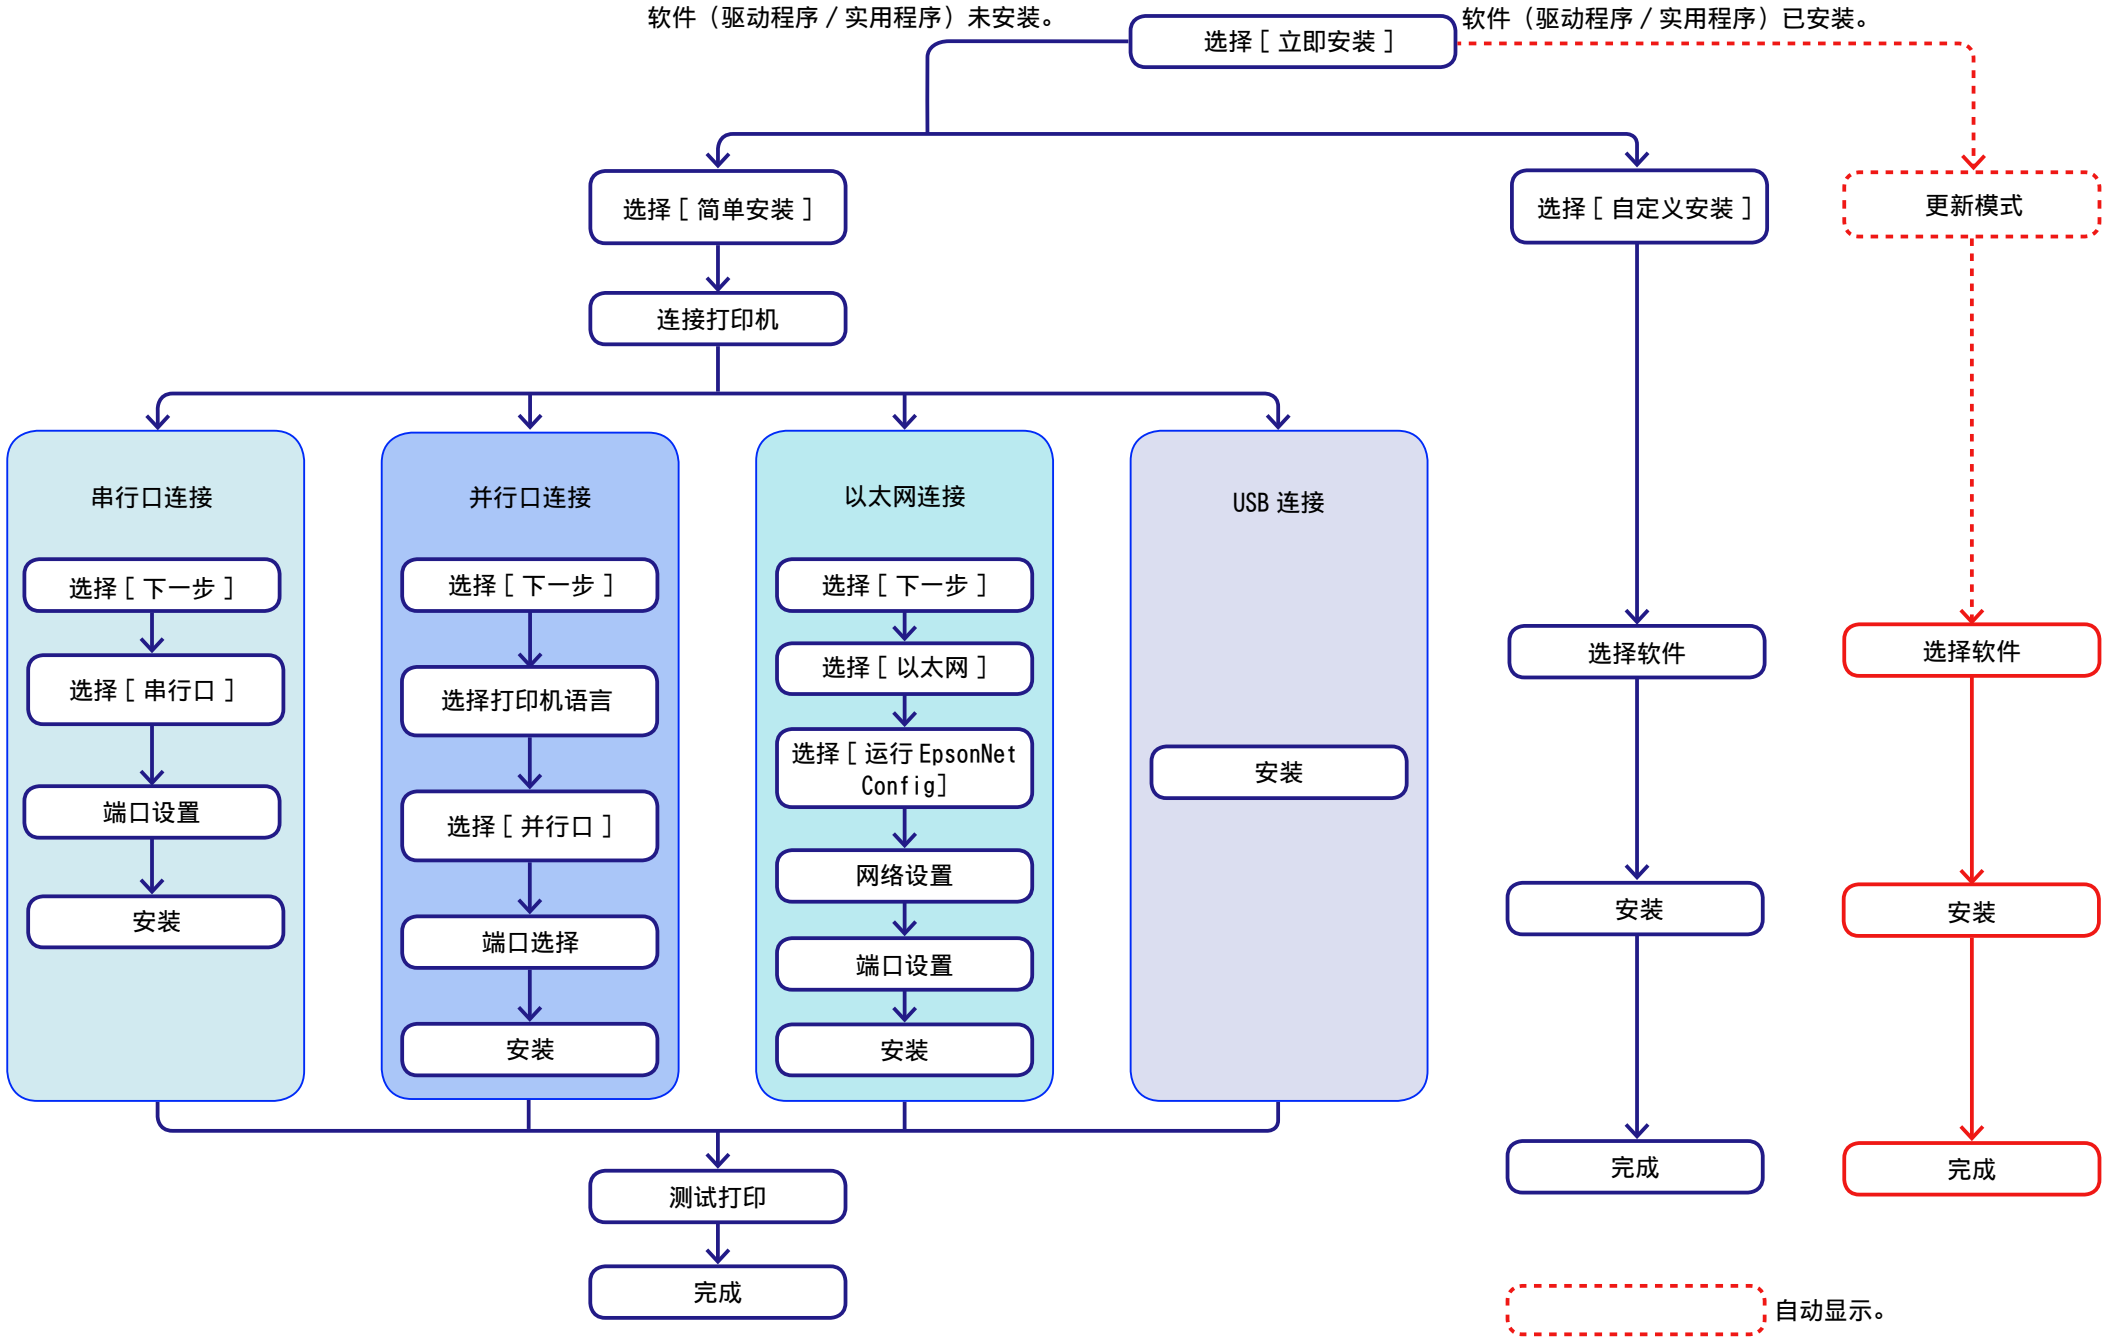 软件（驱动程序 / 实用程序）未安装。
选择 [ 立即安装 ]
软件（驱动程序 / 实用程序）已安装。
选择 [ 简单安装 ]
选择 [ 自定义安装 ]
更新模式
连接打印机
串行口连接
并行口连接
以太网连接
USB 连接
选择 [ 下一步 ]
选择 [ 串行口 ]
端口设置
安装
选择 [ 下一步 ]
选择打印机语言
选择 [ 并行口 ]
端口选择
安装
选择 [ 下一步 ]
选择 [ 以太网 ]
选择 [ 运行 EpsonNet
Config]
网络设置
端口设置
安装
安装
选择软件
安装
完成
选择软件
安装
完成
测试打印
完成
自动显示。